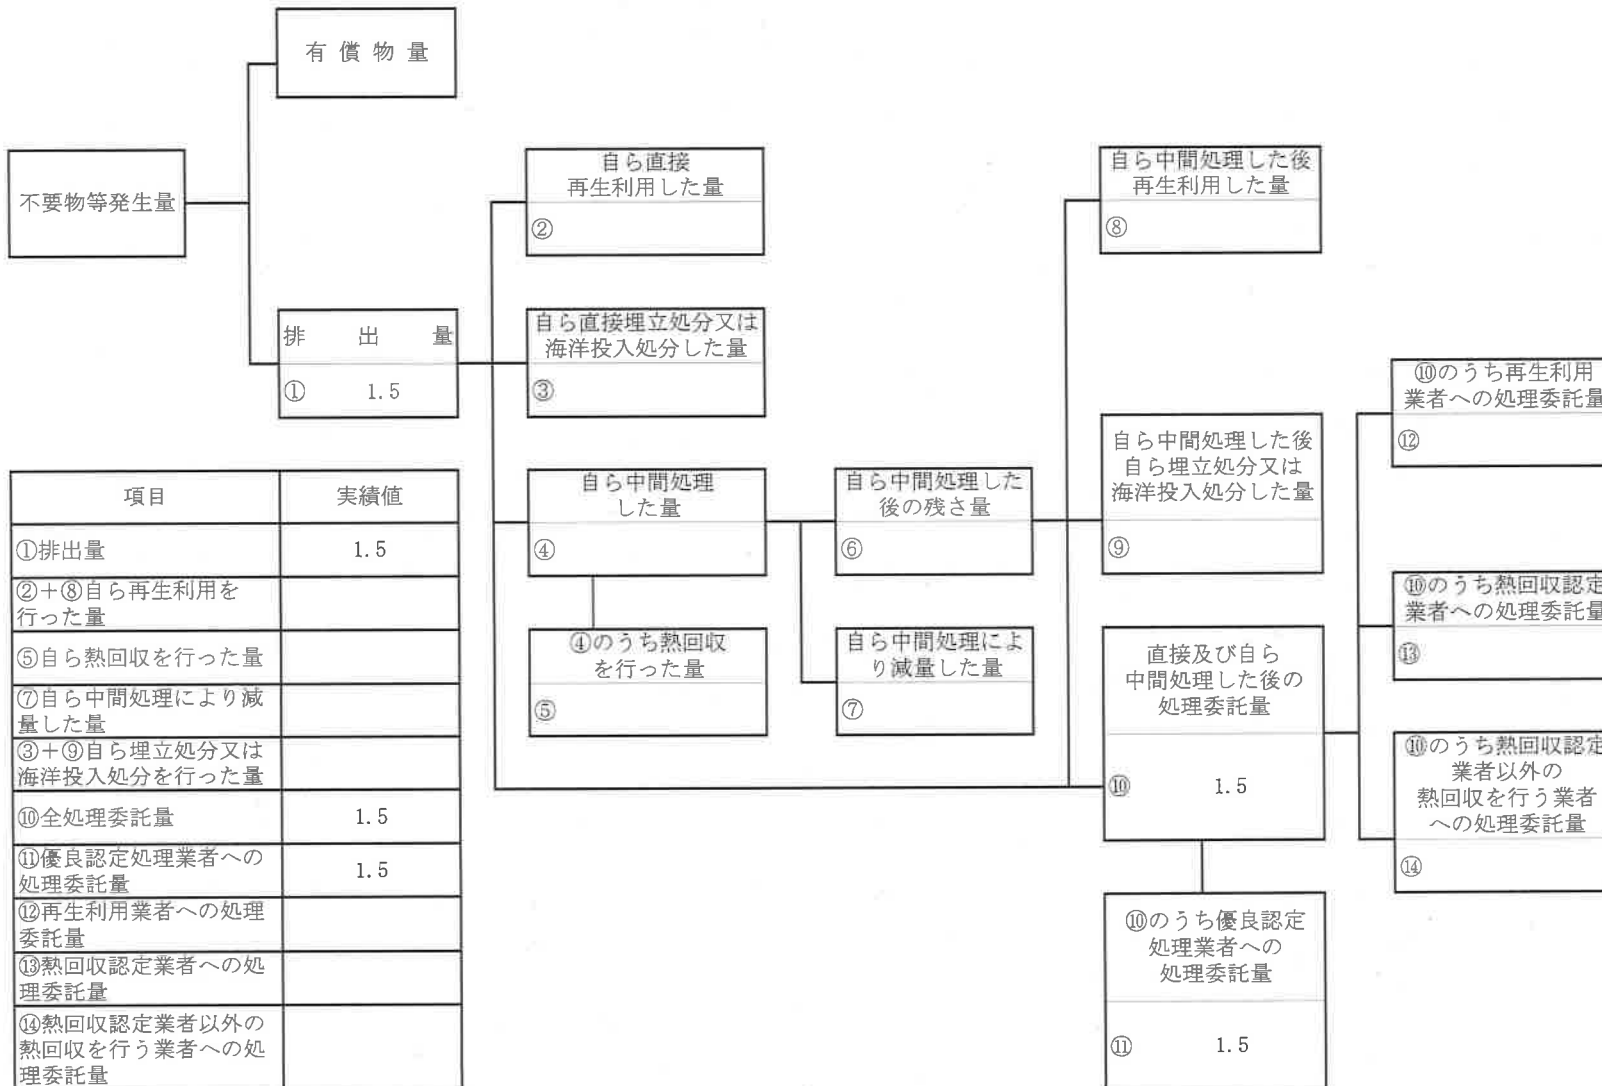 有償物量
不要物等発生量
排出量
① 1.5
自ら直接
再生利用した量
②
自ら直接埋立処分又は
海洋投入処分した量
③
自ら中間処理
した量
④
④のうち熱回収
を行った量
⑤
自ら中間処理した
後の残さ量
⑥
自ら中間処理によ
り減量した量
⑦
自ら中間処理した後
再生利用した量
⑧
自ら中間処理した後
自ら埋立処分又は
海洋投入処分した量
⑨
直接及び自ら
中間処理した後の
処理委託量
⑩ 1.5
⑩のうち優良認定
処理業者への
処理委託量
⑪ 1.5
⑩のうち再生利用
業者への処理委託量
⑫
⑩のうち熱回収認定
業者への処理委託量
⑬
⑩のうち熱回収認定
業者以外の
熱回収を行う業者
への処理委託量
⑭
項目 実績値
①排出量 1.5
②+⑧自ら再生利用を
行った量
⑤自ら熱回収を行った量
⑦自ら中間処理により減
量した量
③+⑨自ら埋立処分又は
海洋投入処分を行った量
⑩全処理委託量 1.5
⑪優良認定処理業者への
処理委託量 1.5
⑫再生利用業者への処理
委託量
⑬熱回収認定業者への処
理委託量
⑭熱回収認定業者以外の
熱回収を行う業者への処
理委託量